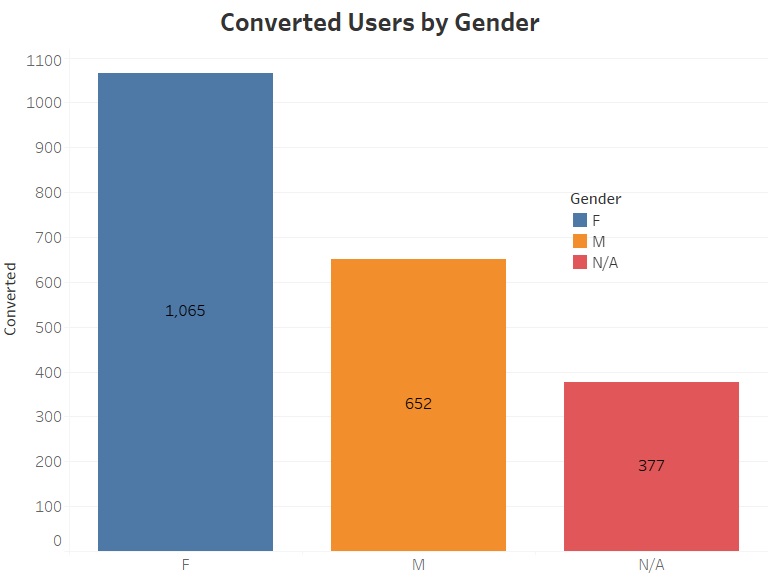 Converted Users by Gender
Converted
1100
1000
900
800
700
600
500
400
300
200
100
0
1,065
652
377
Gender
F
M
N/A
F
M
N/A